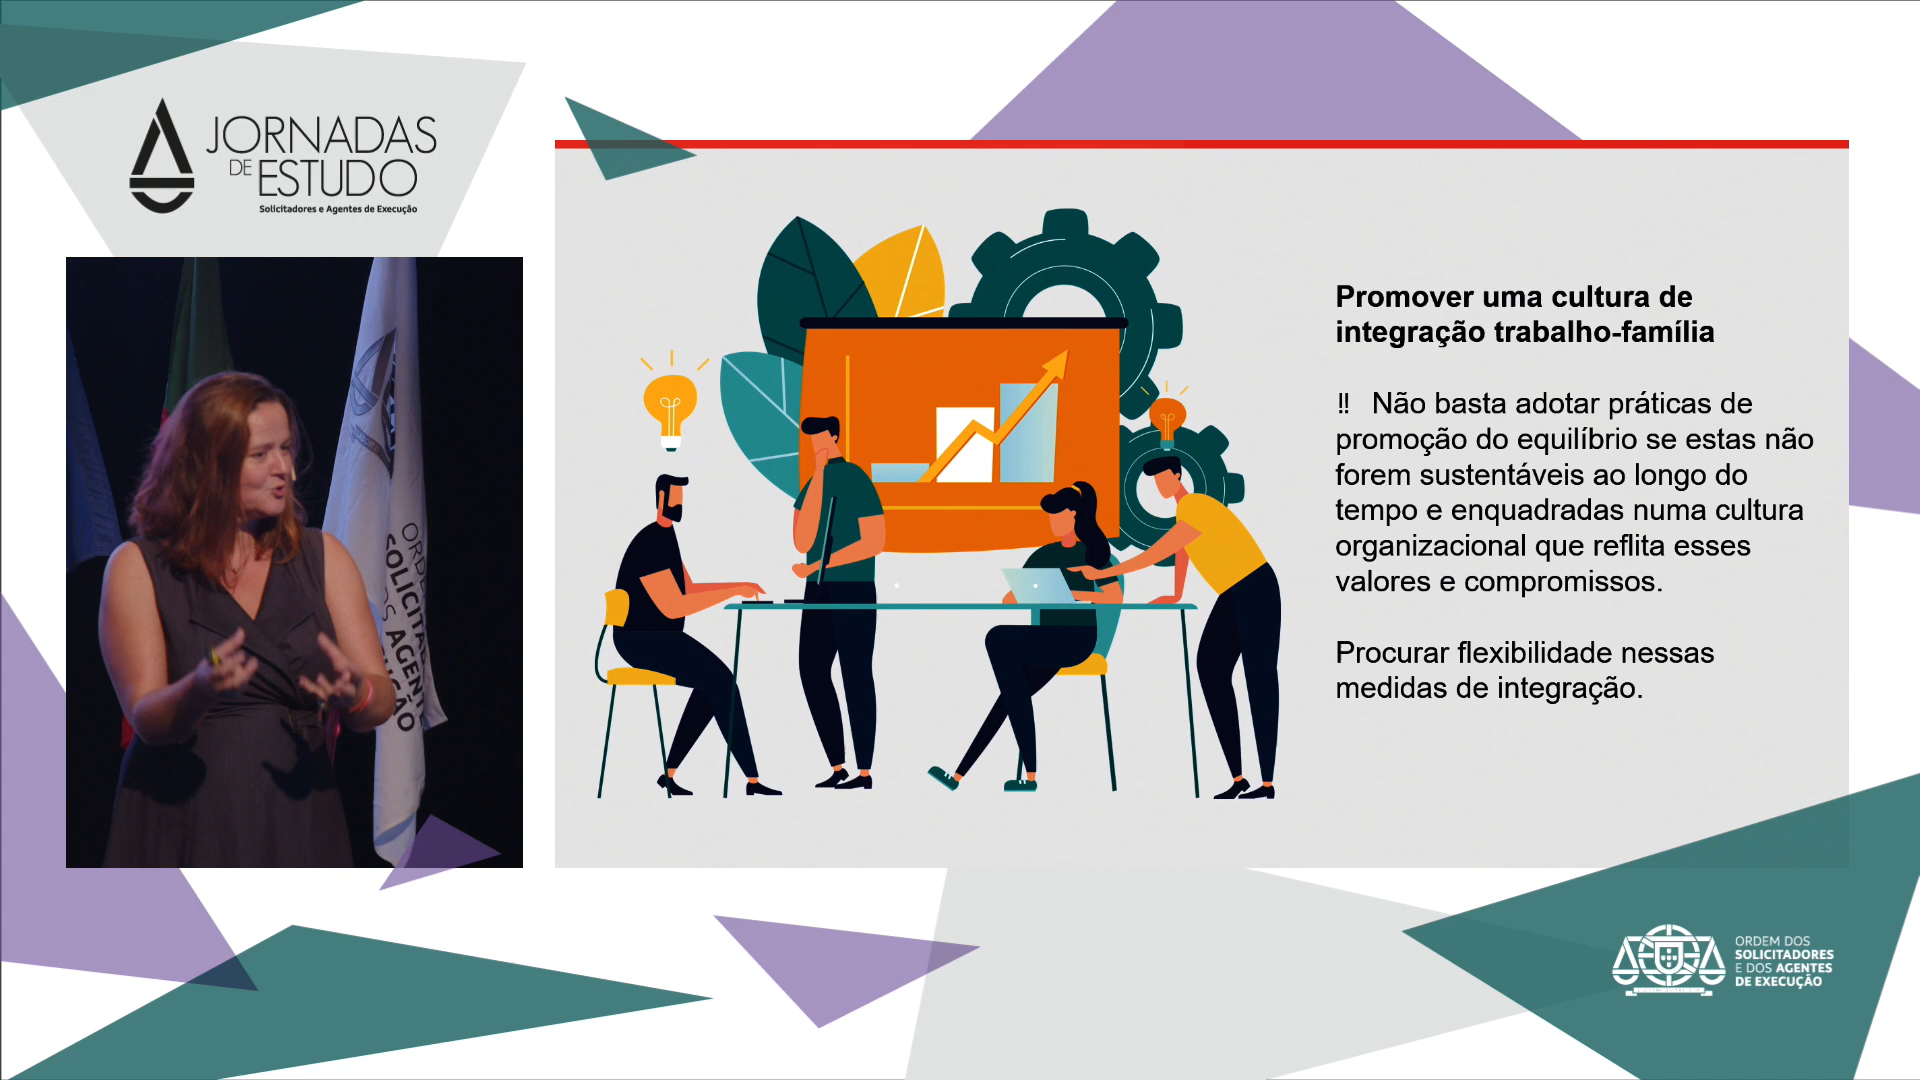 JORNADAS
DE ESTUDO
Solicitadores e Agentes de Execução
SOLICITA
AGEN
Promover uma cultura de
integração trabalho-família
‼ Não basta adotar práticas de
promoção do equilíbrio se estas não
forem sustentáveis ao longo do
tempo e enquadradas numa cultura
organizacional que reflita esses
valores e compromissos.
Procurar flexibilidade nessas
medidas de integração.
ORDEM DOS
SOLICITADORES
E DOS AGENTES
DE EXECUÇÃO